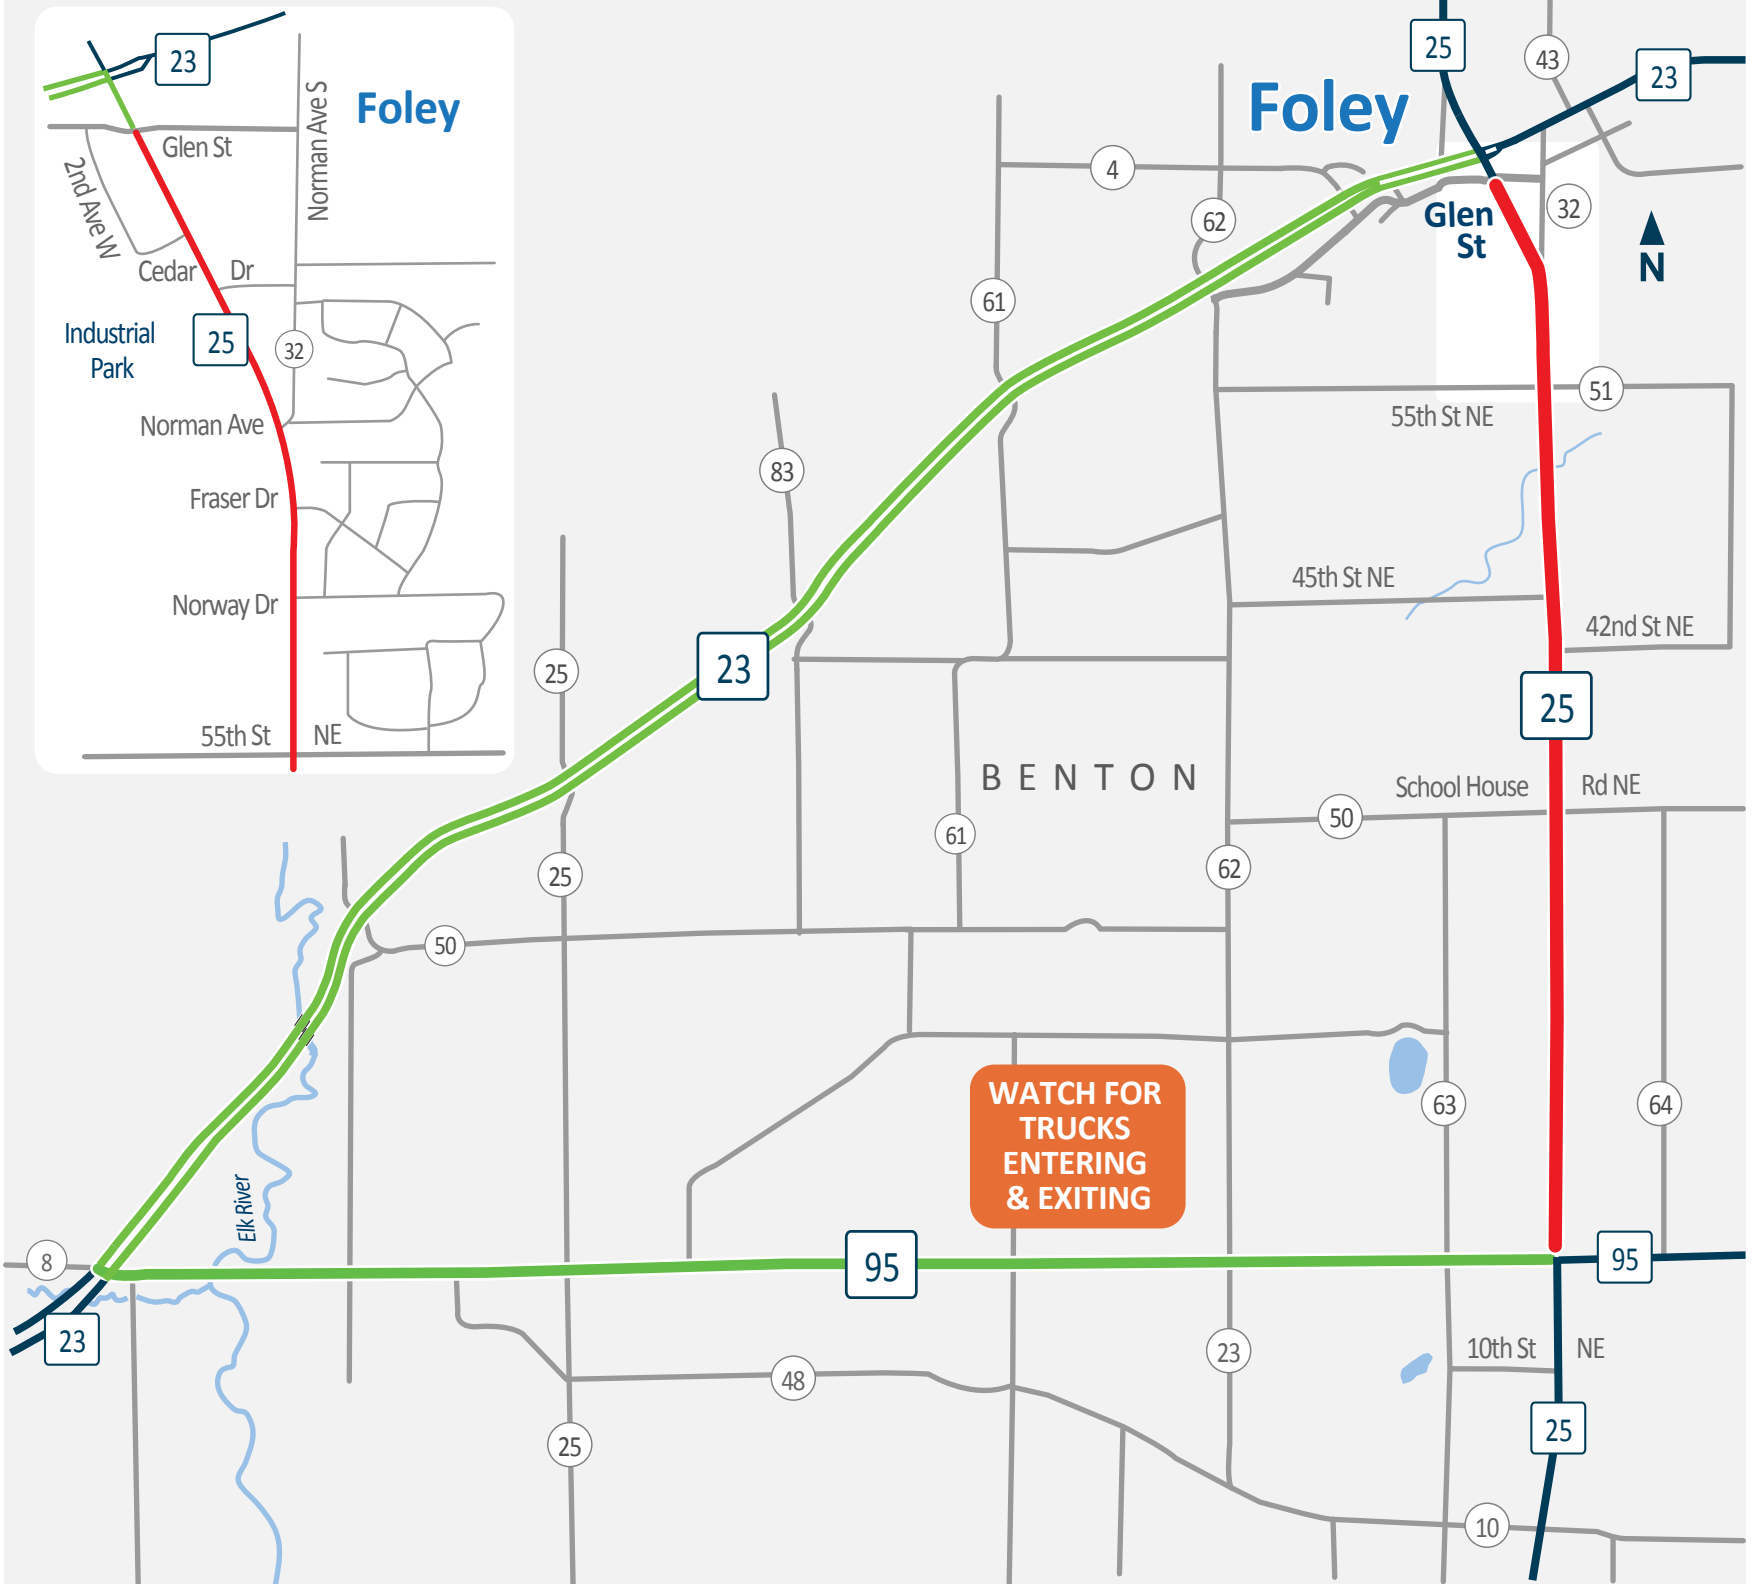 23
Foley
Norman Ave S
Glen St
2nd Ave W
Cedar Dr
Industrial
Park
25
32
Norman Ave
Fraser Dr
Norway Dr
55th St NE
25
43
23
Foley
4
62
Glen
St
32
N
61
51
55th St NE
83
45th St NE
42nd St NE
25
23
25
BENTON
School House Rd NE
50
61
62
25
50
WATCH FOR
TRUCKS
ENTERING
& EXITING
63
64
Elk River
8
95
95
23
10th St NE
23
48
25
25
10